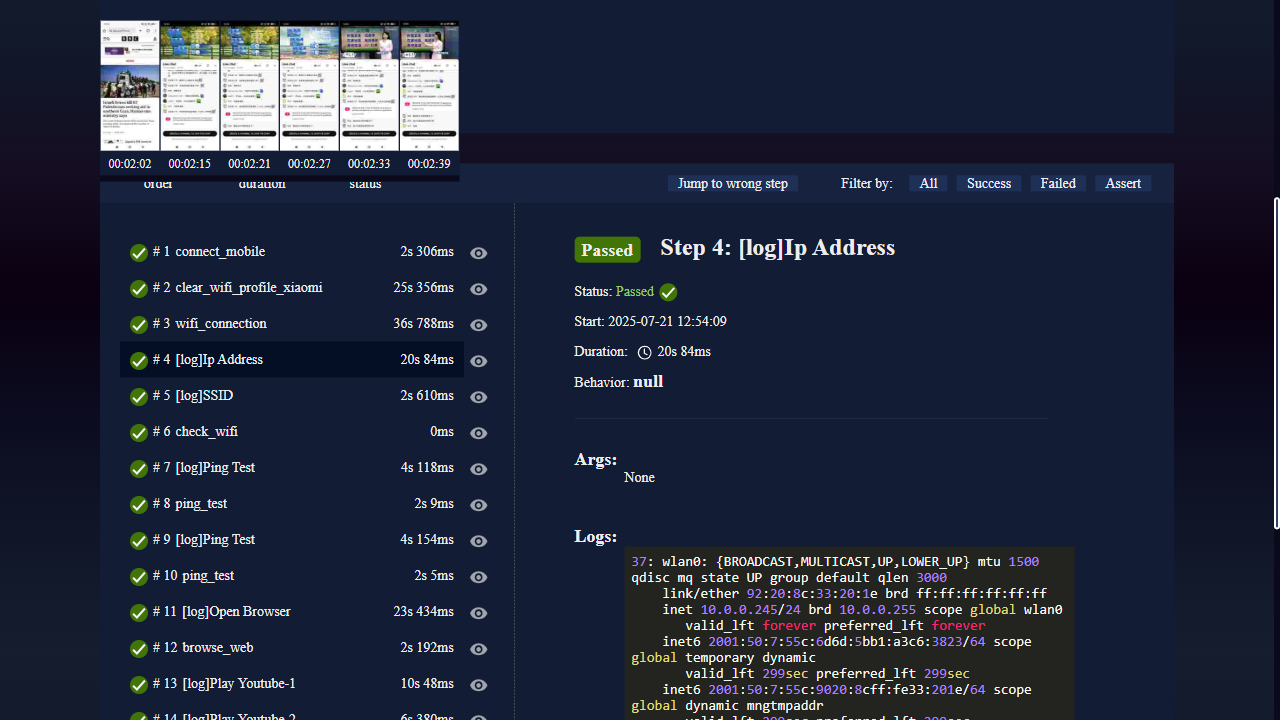 BBC
00:02:02 00:02:15 00:02:21 00:02:27 00:02:33 00:02:39
order duration status
Jump to wrong step Filter by: All Success Failed Assert
# 1 connect_mobile 2s 306ms
# 2 clear_wifi_profile_xiaomi 25s 356ms
# 3 wifi_connection 36s 788ms
# 4 [log]Ip Address 20s 84ms
# 5 [log]SSID 2s 610ms
# 6 check_wifi 0ms
# 7 [log]Ping Test 4s 118ms
# 8 ping_test 2s 9ms
# 9 [log]Ping Test 4s 154ms
# 10 ping_test 2s 5ms
# 11 [log]Open Browser 23s 434ms
# 12 browse_web 2s 192ms
# 13 [log]Play Youtube-1 10s 48ms
# 14 [log]Play Youtube-2 6s 380ms
Passed Step 4: [log]Ip Address
Status: Passed
Start: 2025-07-21 12:54:09
Duration: 20s 84ms
Behavior: null
Args:
None
Logs:
37: wlan0: {BROADCAST,MULTICAST,UP,LOWER_UP} mtu 1500
qdisc mq state UP group default qlen 3000
link/ether 92:20:8c:33:20:1e brd ff:ff:ff:ff:ff:ff
inet 10.0.0.245/24 brd 10.0.0.255 scope global wlan0
valid_lft forever preferred_lft forever
inet6 2001:50:7:55c:6d6d:5bb1:a3c6:3823/64 scope
global temporary dynamic
valid_lft 299sec preferred_lft 299sec
inet6 2001:50:7:55c:9020:8cff:fe33:201e/64 scope
global dynamic mngtmpaddr
valid_lft 299sec preferred_lft 299sec